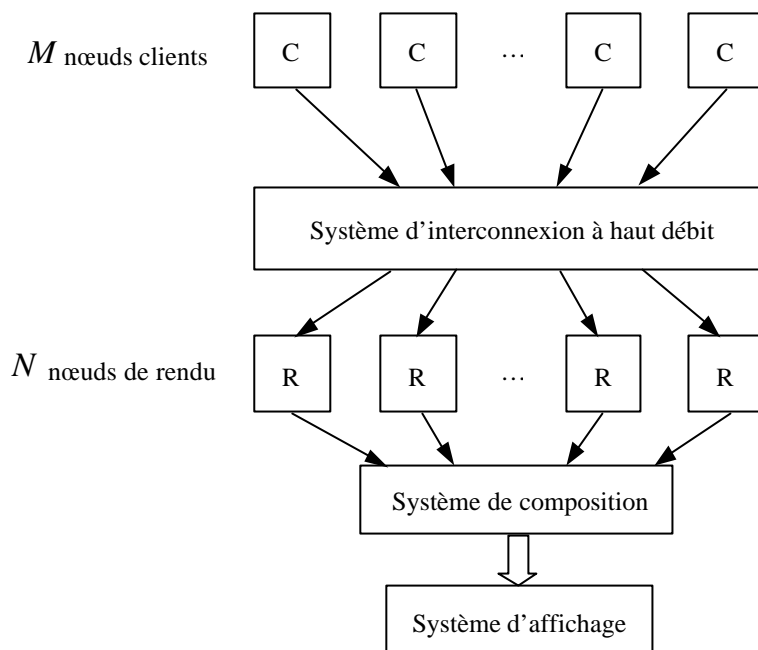 M nœuds clients
C C … C C
Système d’interconnexion à haut débit
N nœuds de rendu
R R … R R
Système de composition
Système d’affichage